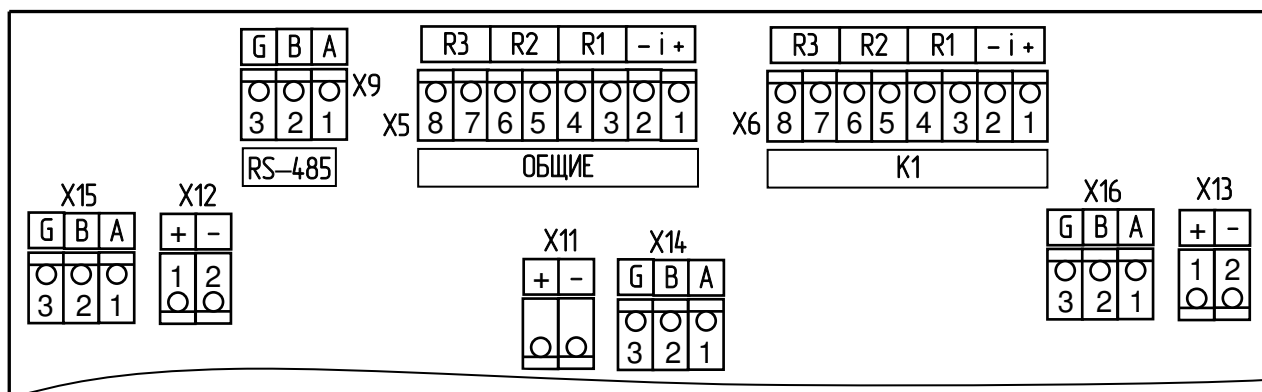 G B A
3 2 1
X9
RS-485
R3 R2 R1 - i +
X5
8 7 6 5 4 3 2 1
ОБЩИЕ
R3 R2 R1 - i +
X6
8 7 6 5 4 3 2 1
К1
X15
G B A
3 2 1
X12
+ -
1 2
X11
+ -
X14
G B A
3 2 1
X16
G B A
3 2 1
X13
+ -
1 2